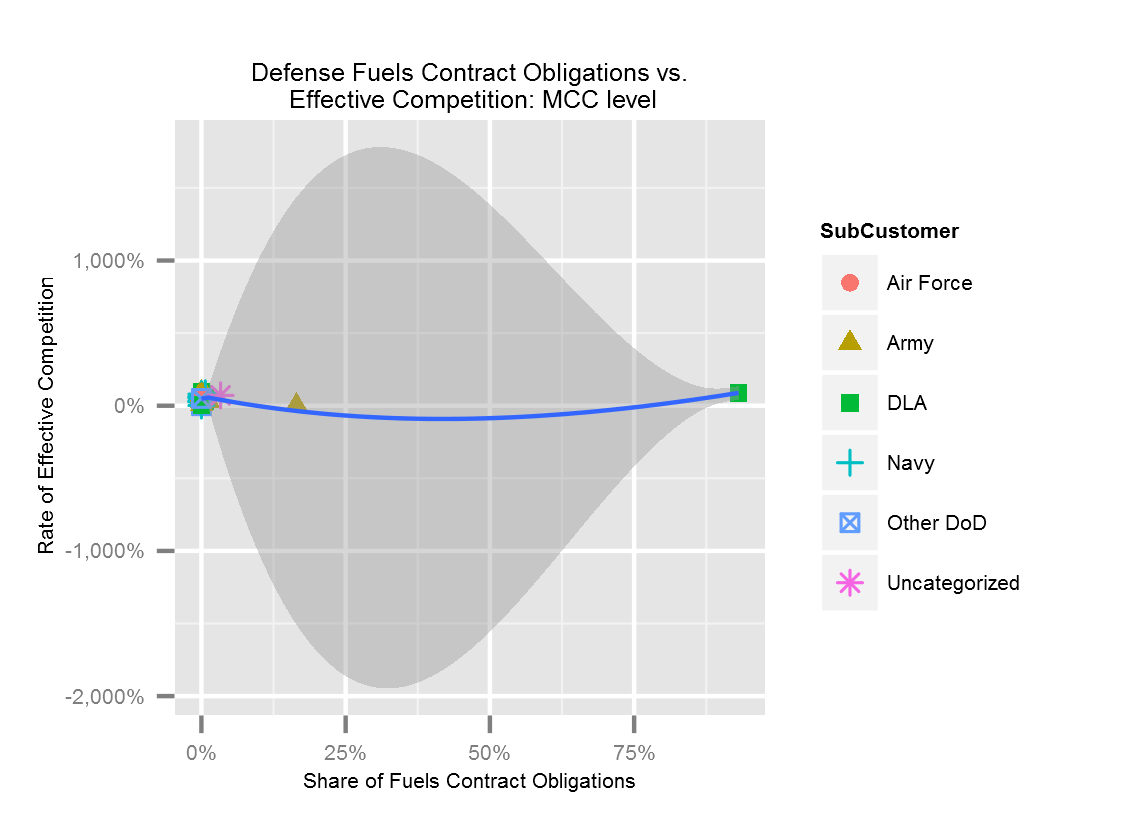 Defense Fuels Contract Obligations vs.
Effective Competition: MCC level
Rate of Effective Competition
1,000%
0%
-1,000%
-2,000%
0% 25% 50% 75%
Share of Fuels Contract Obligations
SubCustomer
Air Force
Army
DLA
Navy
Other DoD
Uncategorized